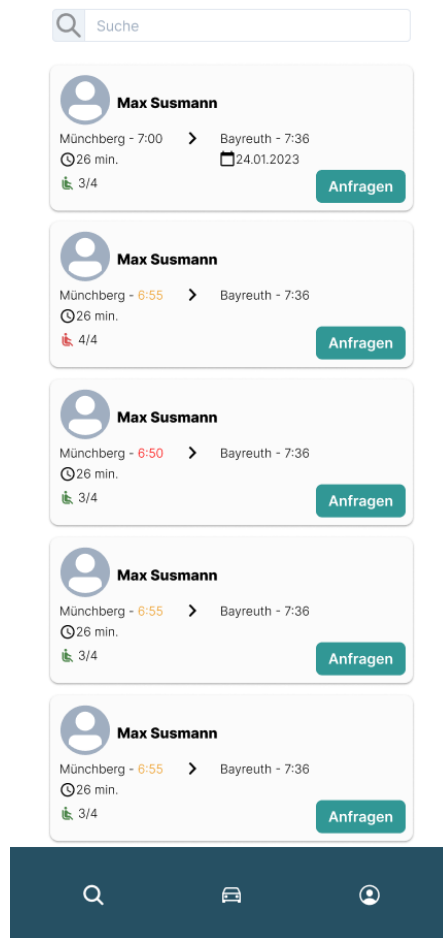 Suche
Max Susmann
Münchberg - 7:00 Bayreuth - 7:36
26 min. 24.01.2023
3/4
Anfragen
Max Susmann
Münchberg - 6:55 Bayreuth - 7:36
26 min.
4/4
Anfragen
Max Susmann
Münchberg - 6:50 Bayreuth - 7:36
26 min.
3/4
Anfragen
Max Susmann
Münchberg - 6:55 Bayreuth - 7:36
26 min.
3/4
Anfragen
Max Susmann
Münchberg - 6:55 Bayreuth - 7:36
26 min.
3/4
Anfragen